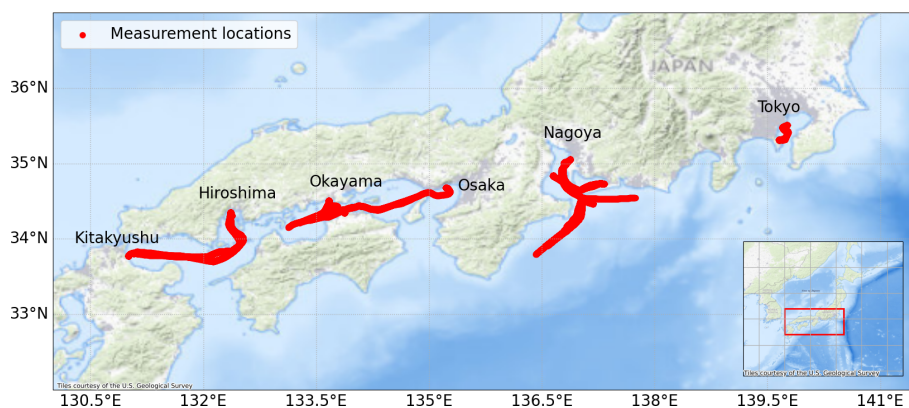 Measurement locations
JAPAN
36°N
Tokyo
35°N
Nagoya
Okayama
Osaka
Hiroshima
34°N
Kitakyushu
33°N
Tiles courtesy of the U.S. Geological Survey
Tiles courtesy of the U.S. Geological Survey
130.5°E
132°E
133.5°E
135°E
136.5°E
138°E
139.5°E
141°E